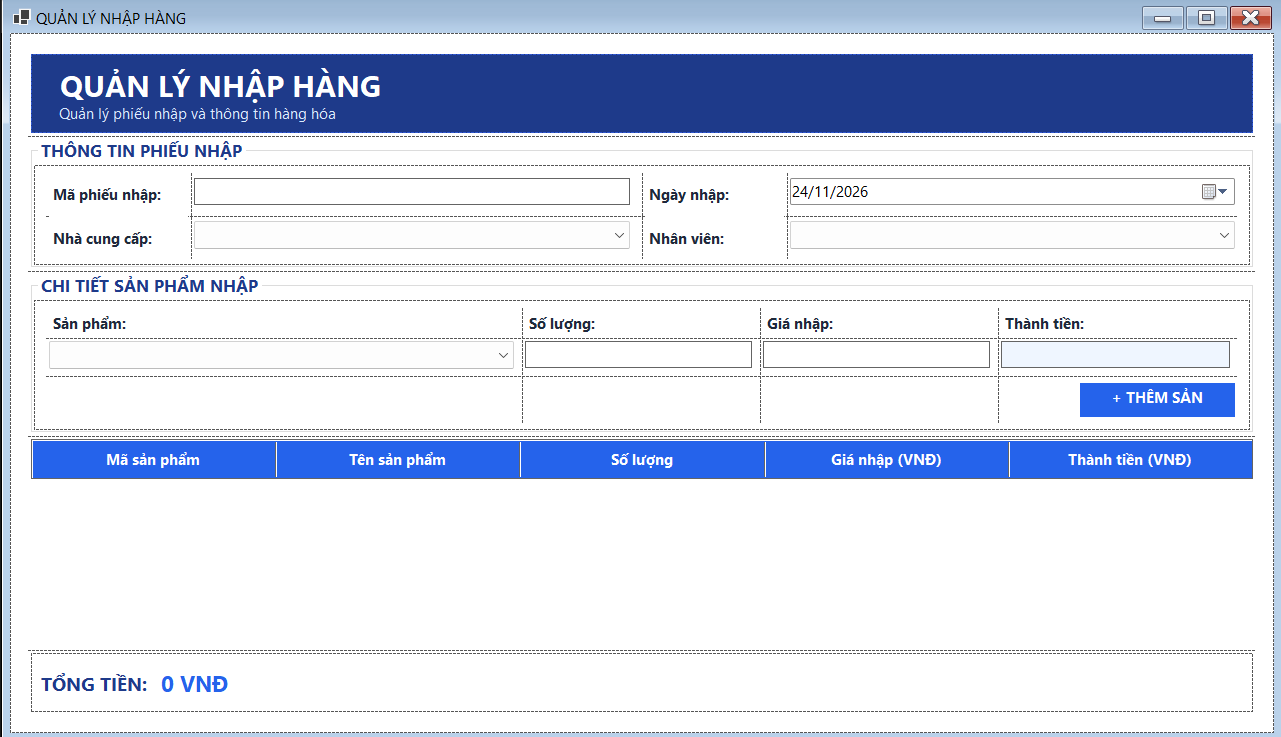 QUẢN LÝ NHẬP HÀNG
QUẢN LÝ NHẬP HÀNG
Quản lý phiếu nhập và thông tin hàng hóa
THÔNG TIN PHIẾU NHẬP
Mã phiếu nhập: Ngày nhập: 24/11/2026
Nhà cung cấp: Nhân viên:
CHI TIẾT SẢN PHẨM NHẬP
Sản phẩm: Số lượng: Giá nhập: Thành tiền:
+ THÊM SẢN
Mã sản phẩm Tên sản phẩm Số lượng Giá nhập (VNĐ) Thành tiền (VNĐ)
TỔNG TIỀN: 0 VNĐ